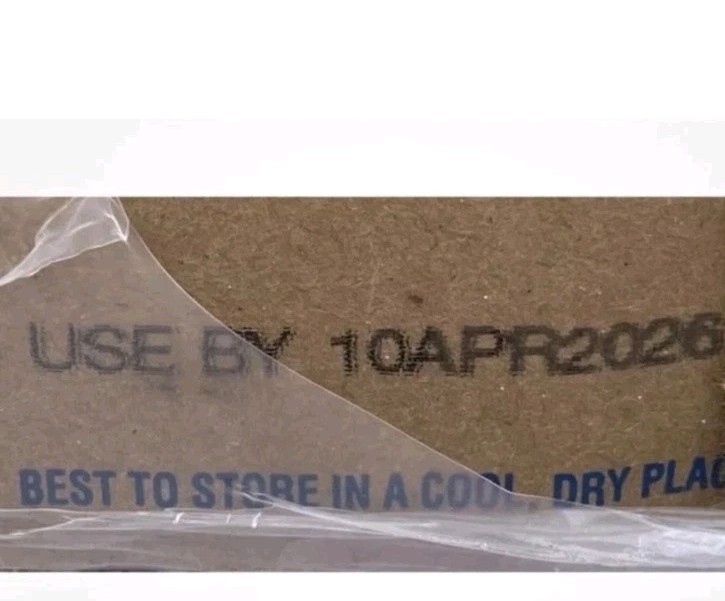 USE BY 10APR2026
BEST TO STORE IN A COOL, DRY PLAC